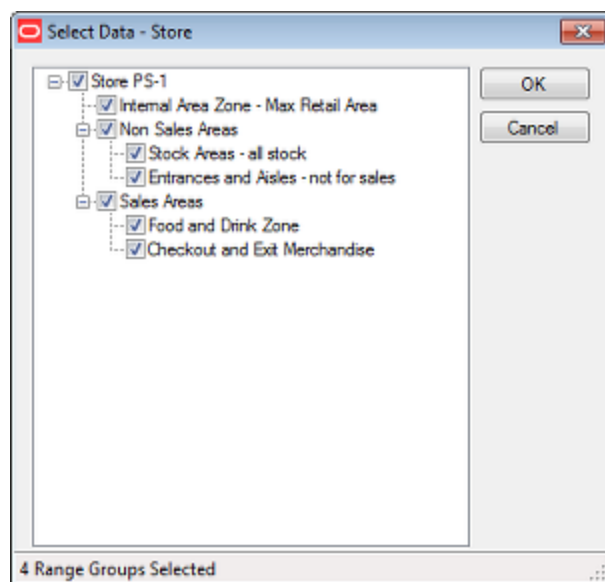 Select Data - Store
Store PS-1
Internal Area Zone - Max Retail Area
Non Sales Areas
Stock Areas - all stock
Entrances and Aisles - not for sales
Sales Areas
Food and Drink Zone
Checkout and Exit Merchandise
OK
Cancel
4 Range Groups Selected